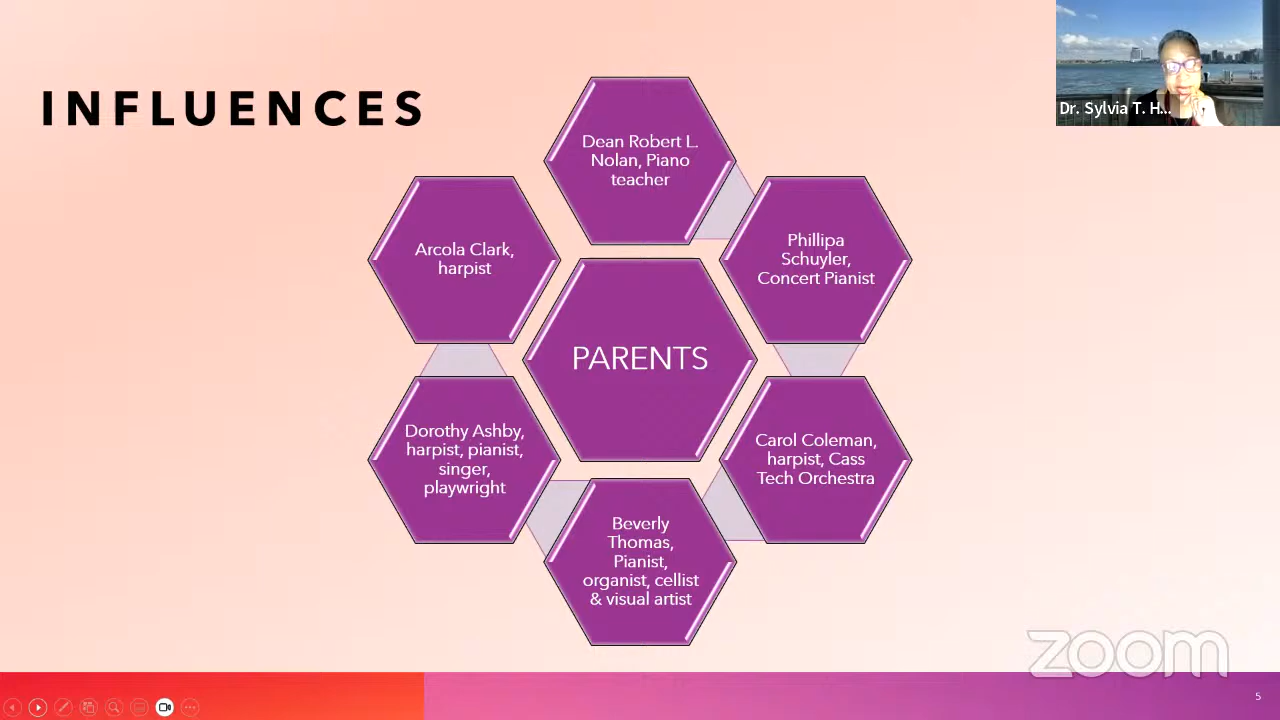 INFLUENCES
Dr. Sylvia T. H...
Dean Robert L.
Nolan, Piano
teacher
Phillipa
Schuyler,
Concert Pianist
Carol Coleman,
harpist, Cass
Tech Orchestra
Beverly
Thomas,
Pianist,
organist, cellist
& visual artist
Dorothy Ashby,
harpist, pianist,
singer,
playwright
Arcola Clark,
harpist
PARENTS
zoom
5